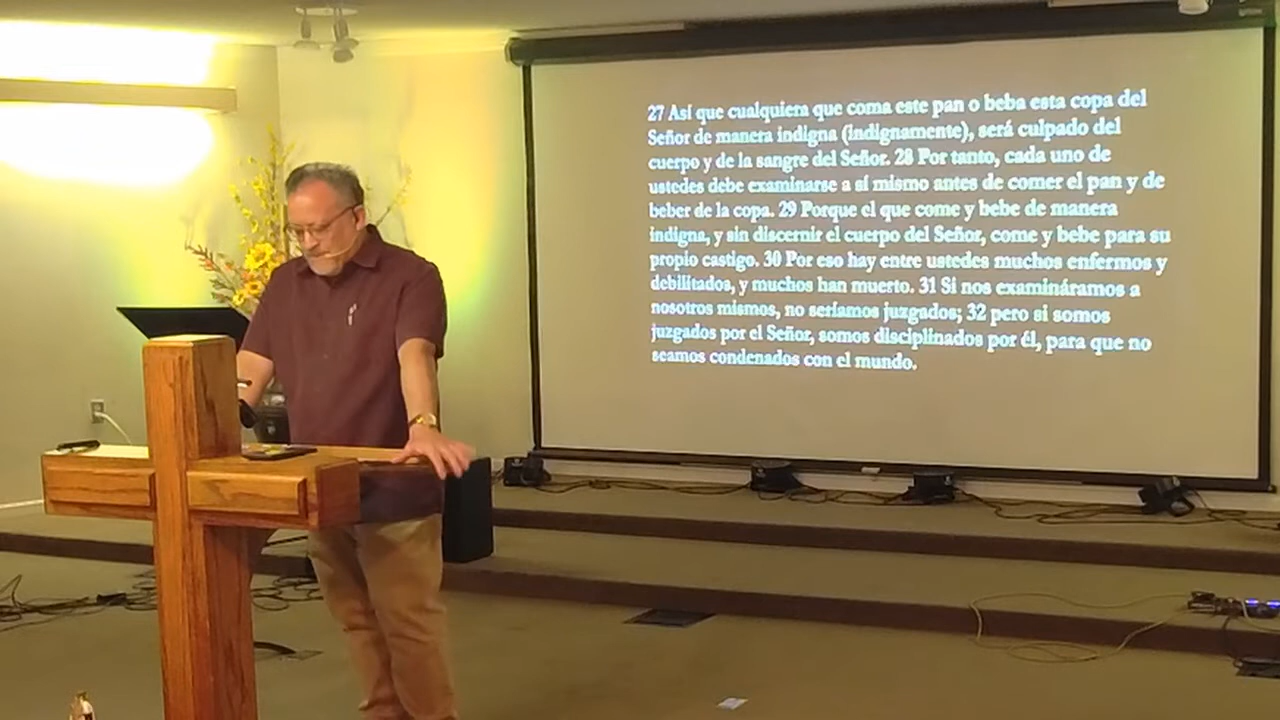 27 Así que cualquiera que coma este pan o beba esta copa del
Señor de manera indigna (indignamente), será culpado del
cuerpo y de la sangre del Señor. 28 Por tanto, cada uno de
ustedes debe examinarse a sí mismo antes de comer el pan y de
beber de la copa. 29 Porque el que come y bebe de manera
indigna, y sin discernir el cuerpo del Señor, come y bebe para su
propio castigo. 30 Por eso hay entre ustedes muchos enfermos y
debilitados, y muchos han muerto. 31 Si nos examináramos a
nosotros mismos, no seríamos juzgados; 32 pero si somos
juzgados por el Señor, somos disciplinados por él, para que no
seamos condenados con el mundo.